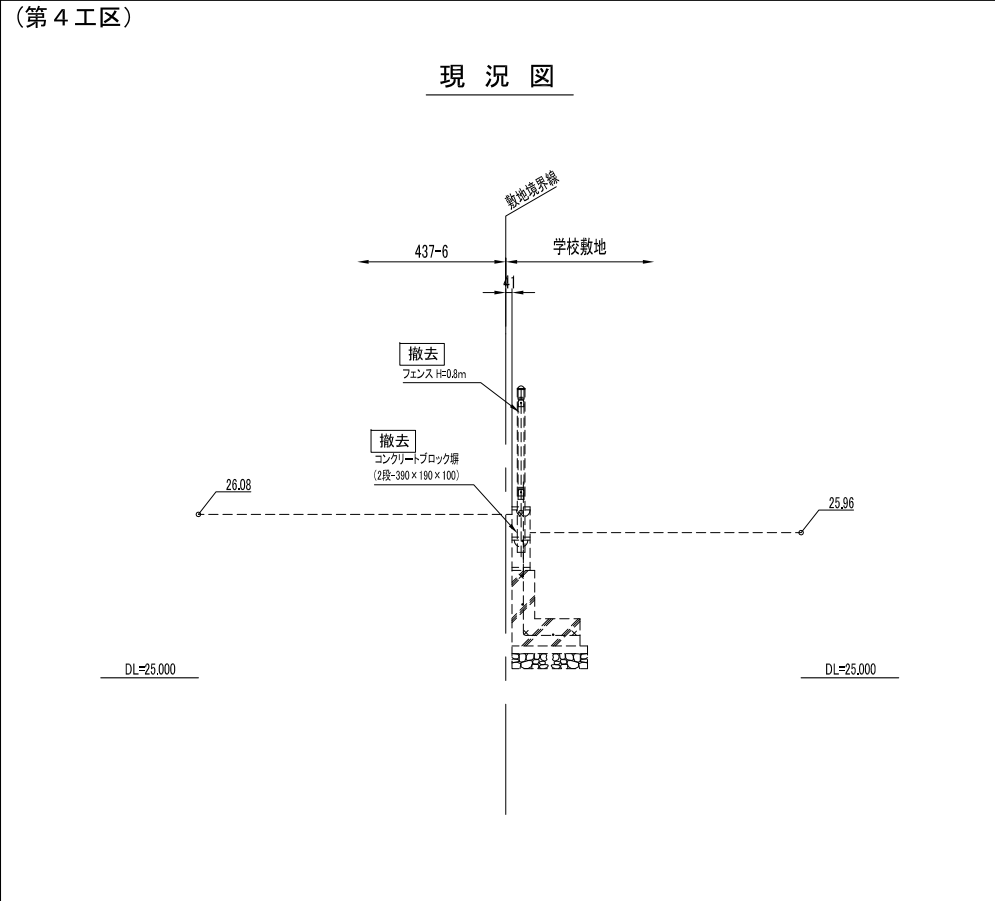 (第4工区)
現況図
敷地境界線
437-6
学校敷地
41
撤去
フェンス H=0.8m
撤去
コンクリートブロック塀
(2段-390×190×100)
26.08
25.96
DL=25.000
DL=25.000